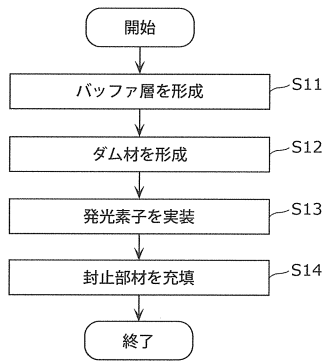 開始
バッファ層を形成
S11
ダム材を形成
S12
発光素子を実装
S13
封止部材を充填
S14
終了